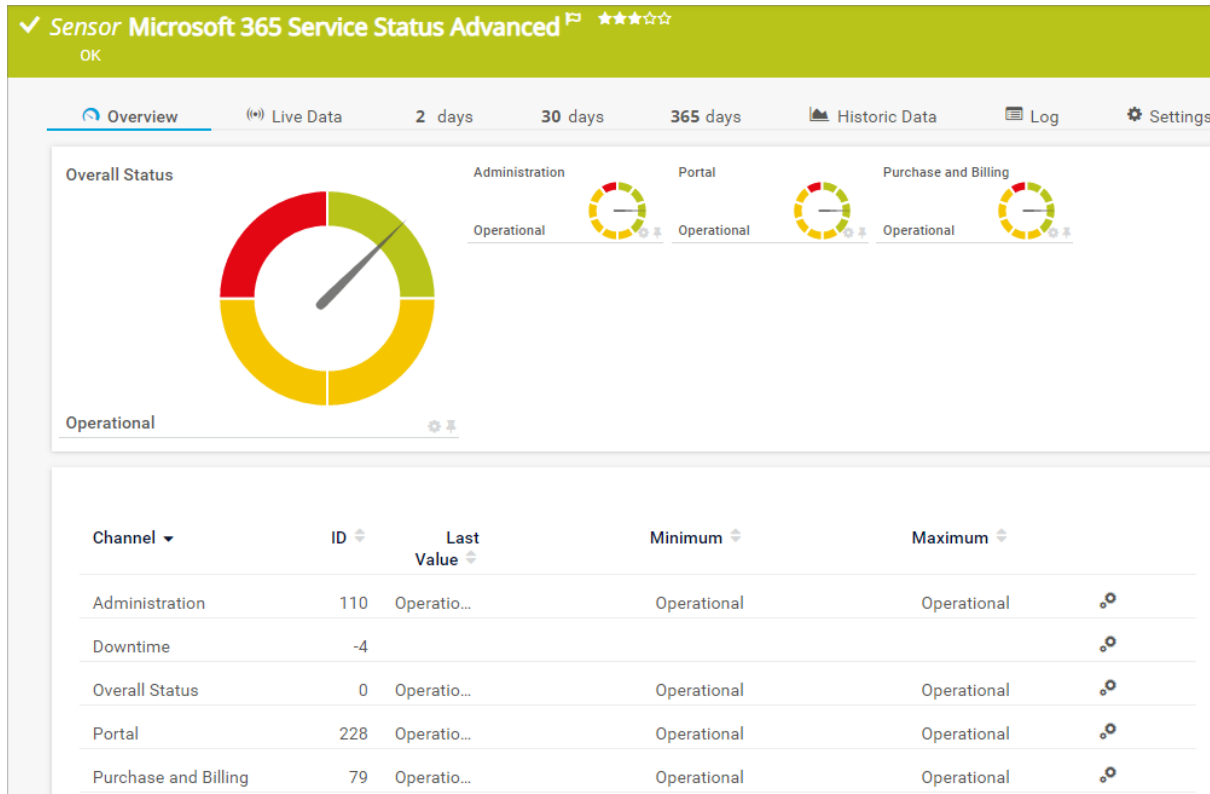 Sensor Microsoft 365 Service Status Advanced
OK
Overview Live Data 2 days 30 days 365 days Historic Data Log Settings
Overall Status
Operational
Administration
Operational
Portal
Operational
Purchase and Billing
Operational
Channel ID Last Value Minimum Maximum
Administration 110 Operatio... Operational Operational
Downtime -4
Overall Status 0 Operatio... Operational Operational
Portal 228 Operatio... Operational Operational
Purchase and Billing 79 Operatio... Operational Operational